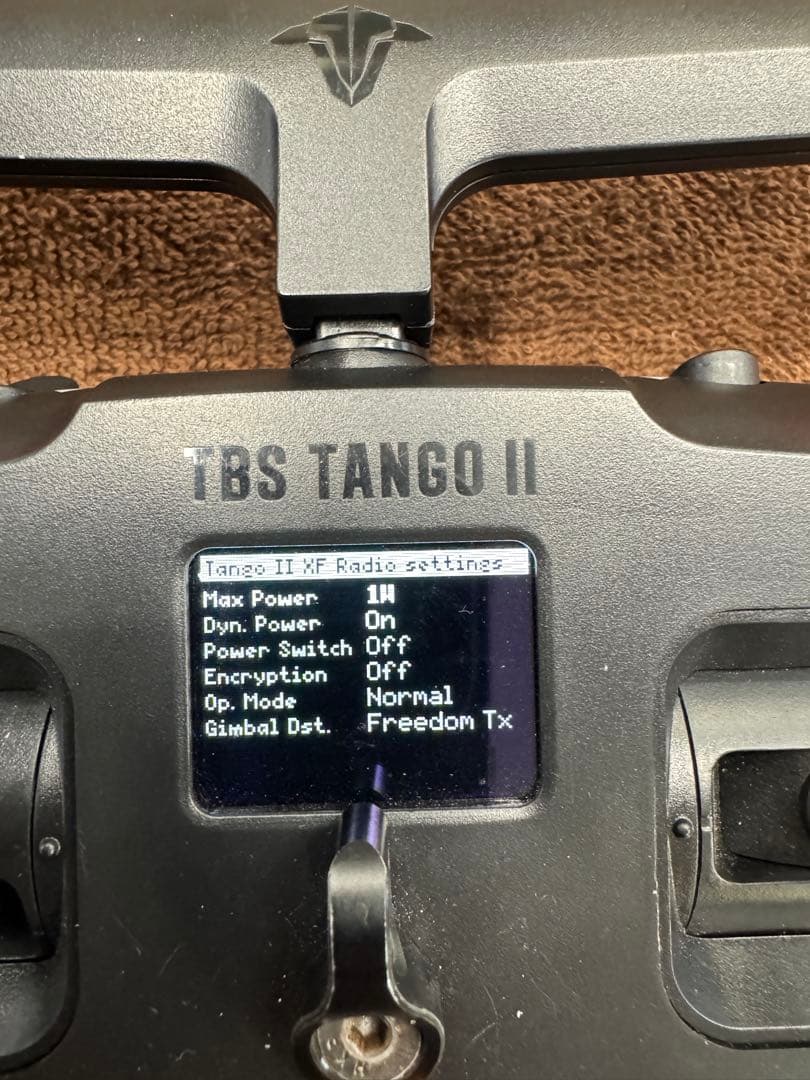 TBS TANGO II
Tango II XF Radio settings
Max Power 1W
Dyn. Power On
Power Switch Off
Encryption Off
Op. Mode Normal
Gimbal Dst. Freedom Tx